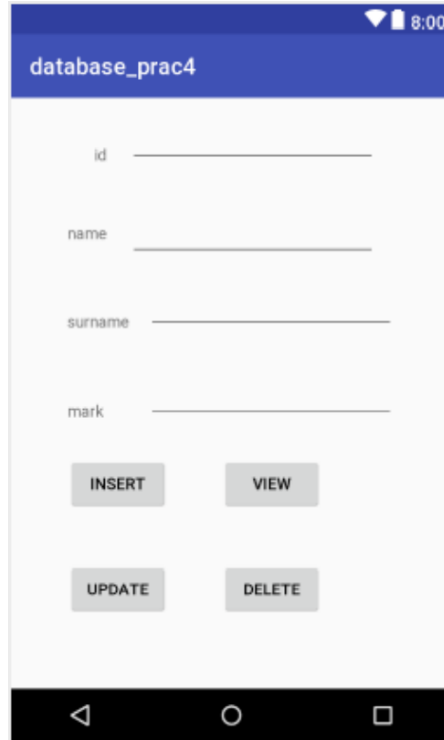 8:00
database_prac4
id
name
surname
mark
INSERT VIEW
UPDATE DELETE